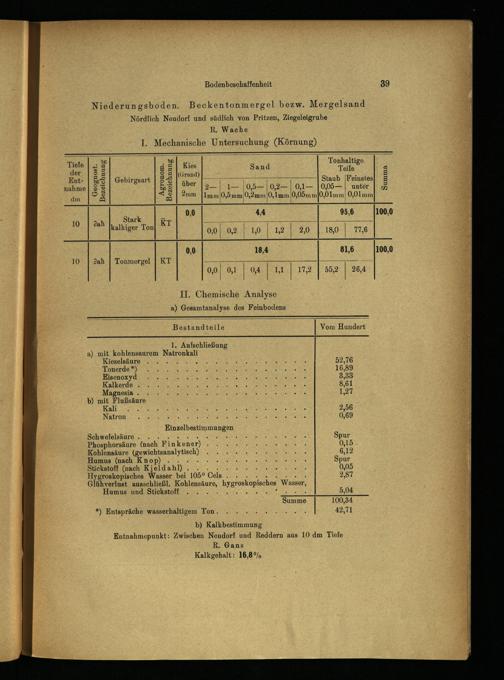 Bodenbeschaffenheit 39
Niederungsboden. Beckentonmergel bezw. Mergelsand
Nördlich Neudorf und südlich von Pritzen, Ziegeleigrube
R. Wache
I. Mechanische Untersuchung (Körnung)
Tiefe der Entnahme dm | Geognost. Bezeichnung | Gebirgsart | Agronom. Bezeichnung | Kies (Grand) über 2mm | Sand | Tonhaltige Teile | Summa
2—1mm | 1—0,5mm | 0,5—0,2mm | 0,2—0,1mm | 0,1—0,05mm | Staub 0,05—0,01mm | Feinstes unter 0,01mm
10 | ∂ah | Stark kalkiger Ton | K̆T | 0,0 | 4,4 | 95,6 | 100,0
0,0 | 0,2 | 1,0 | 1,2 | 2,0 | 18,0 | 77,6
10 | ∂ah | Tonmergel | KT | 0,0 | 18,4 | 81,6 | 100,0
0,0 | 0,1 | 0,4 | 1,1 | 17,2 | 55,2 | 26,4
II. Chemische Analyse
a) Gesamtanalyse des Feinbodens
Bestandteile | Vom Hundert
1. Aufschließung
a) mit kohlensaurem Natronkali
Kieselsäure 52,76
Tonerde*) 16,89
Eisenoxyd 3,33
Kalkerde 8,61
Magnesia 1,27
b) mit Flußsäure
Kali 2,56
Natron 0,69
Einzelbestimmungen
Schwefelsäure Spur
Phosphorsäure (nach Finkener) 0,15
Kohlensäure (gewichtsanalytisch) 6,12
Humus (nach Knop) Spur
Stickstoff (nach Kjeldahl) 0,05
Hygroskopisches Wasser bei 105° Cels 2,87
Glühverlust ausschließl. Kohlensäure, hygroskopisches Wasser,
Humus und Stickstoff 5,04
Summe 100,34
*) Entspräche wasserhaltigem Ton 42,71
b) Kalkbestimmung
Entnahmepunkt: Zwischen Neudorf und Reddern aus 10 dm Tiefe
R. Gans
Kalkgehalt: 16,8%